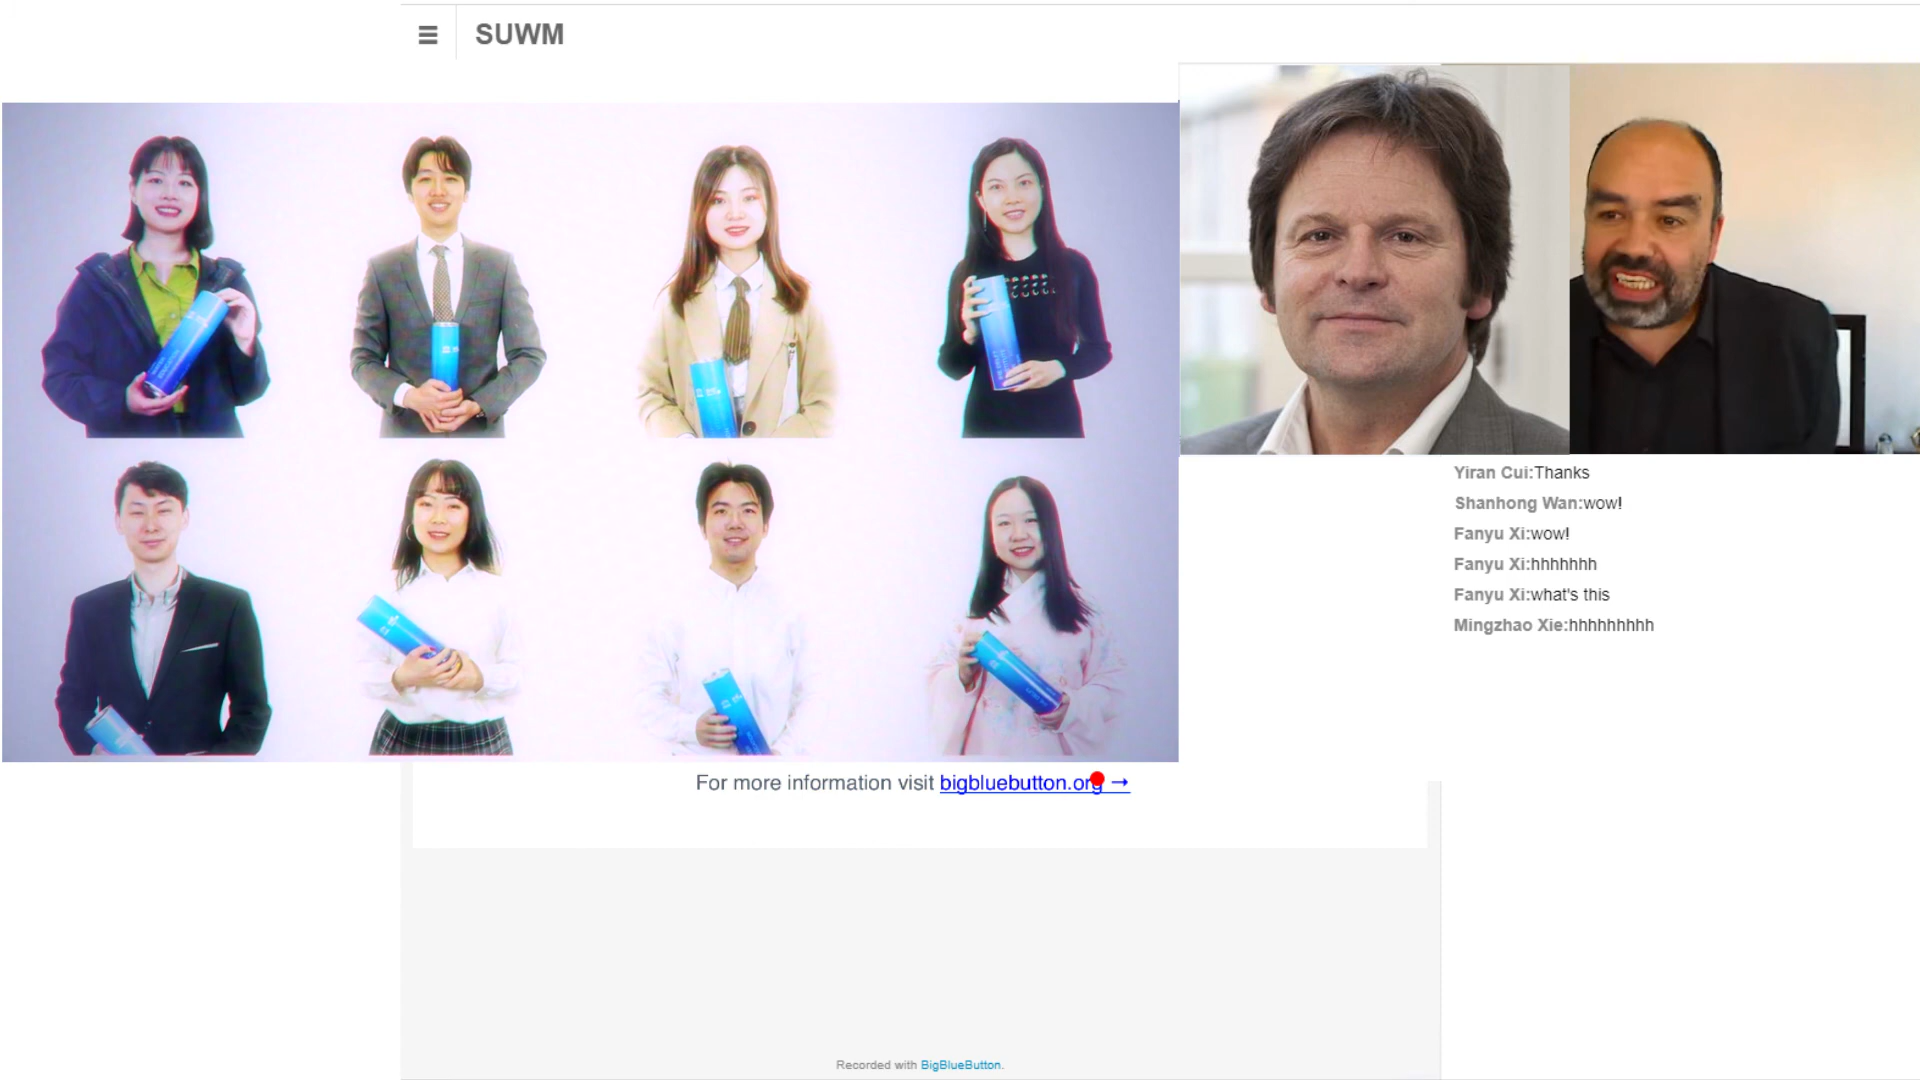 SUWM
Yiran Cui:Thanks
Shanhong Wan:wow!
Fanyu Xi:wow!
Fanyu Xi:hhhhhhh
Fanyu Xi:what's this
Mingzhao Xie:hhhhhhhhh
For more information visit bigbluebutton.org →
Recorded with BigBlueButton.